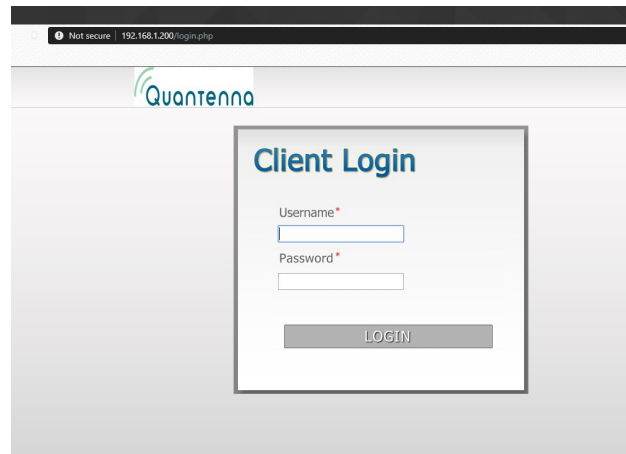 Not secure | 192.168.1.200/login.php
Quantenna
Client Login
Username*
Password*
LOGIN